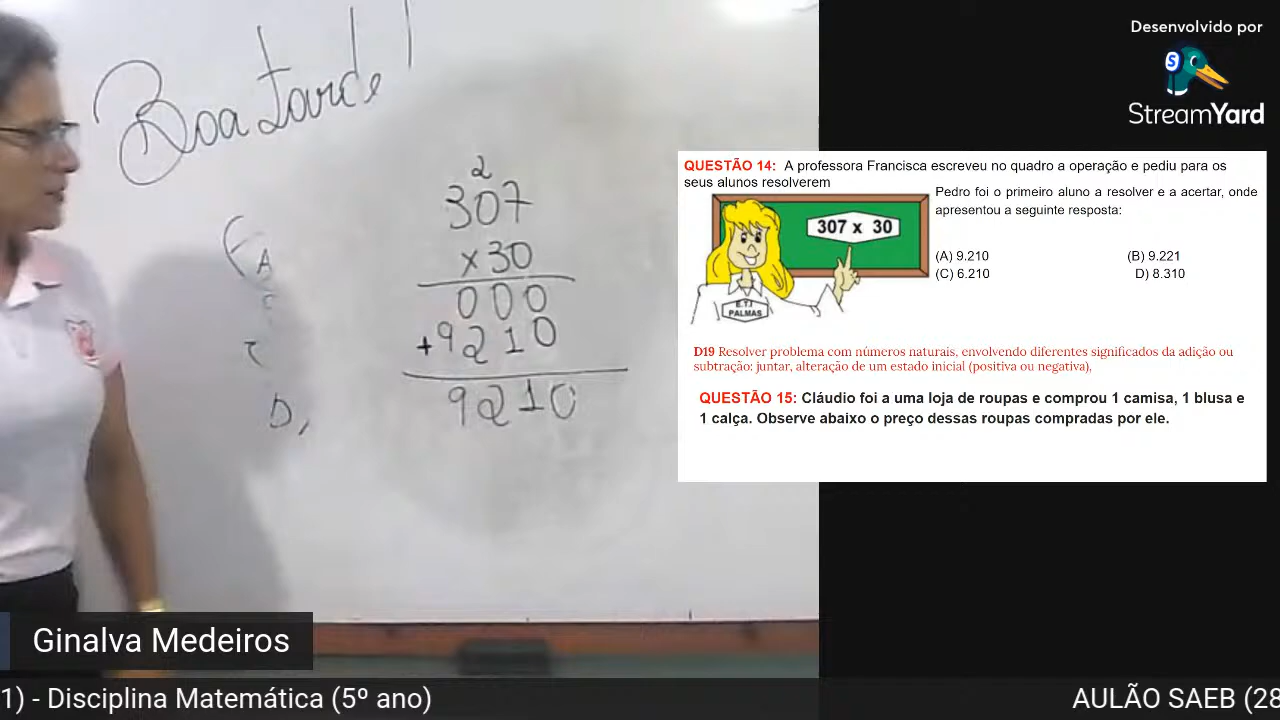 Boa tarde!
2
307
x 30
000
+9210
9210
A
D,
Desenvolvido por
StreamYard
QUESTÃO 14: A professora Francisca escreveu no quadro a operação e pediu para os
seus alunos resolverem
Pedro foi o primeiro aluno a resolver e a acertar, onde
apresentou a seguinte resposta:
307 x 30
E.T.I
PALMAS
(A) 9.210 (B) 9.221
(C) 6.210 D) 8.310
D19 Resolver problema com números naturais, envolvendo diferentes significados da adição ou
subtração: juntar, alteração de um estado inicial (positiva ou negativa),
QUESTÃO 15: Cláudio foi a uma loja de roupas e comprou 1 camisa, 1 blusa e
1 calça. Observe abaixo o preço dessas roupas compradas por ele.
Ginalva Medeiros
1) - Disciplina Matemática (5º ano) AULÃO SAEB (28